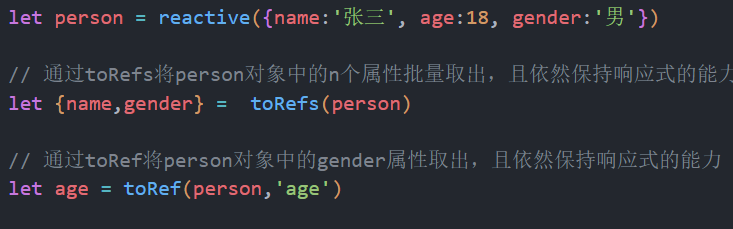 let person = reactive({name:'张三', age:18, gender:'男'})
// 通过toRefs将person对象中的n个属性批量取出，且依然保持响应式的能力
let {name,gender} =  toRefs(person)
// 通过toRef将person对象中的gender属性取出，且依然保持响应式的能力
let age = toRef(person,'age')